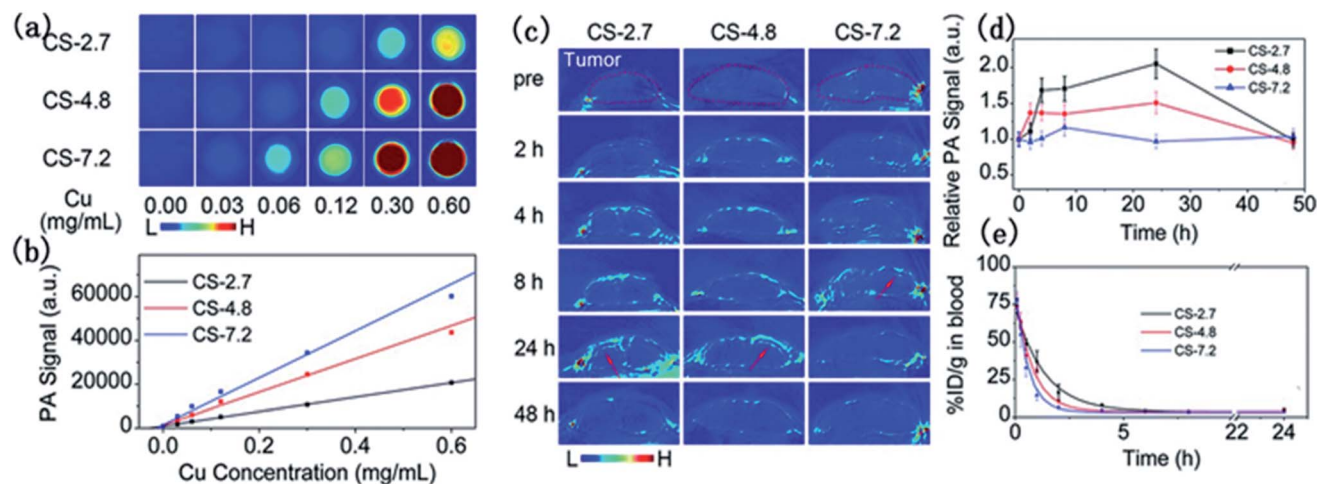 (a)
CS-2.7
CS-4.8
CS-7.2
Cu 0.00 0.03 0.06 0.12 0.30 0.60
(mg/mL)
L H
(b)
PA Signal (a.u.)
60000
40000
20000
0
CS-2.7
CS-4.8
CS-7.2
0.0 0.2 0.4 0.6
Cu Concentration (mg/mL)
(c)
CS-2.7 CS-4.8 CS-7.2
Tumor
pre
2 h
4 h
8 h
24 h
48 h
L H
(d)
Relative PA Signal (a.u.)
2.0
1.5
1.0
0.5
CS-2.7
CS-4.8
CS-7.2
0 10 20 30 40 50
Time (h)
(e)
%ID/g in blood
100
75
50
25
0
CS-2.7
CS-4.8
CS-7.2
0 5 22 24
Time (h)